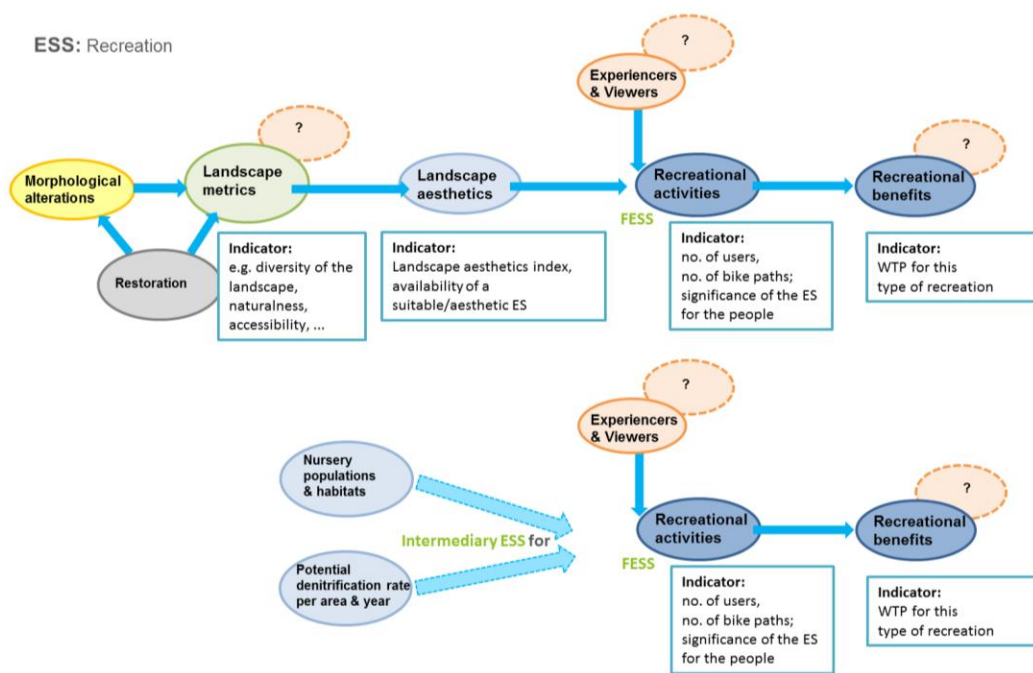 ESS: Recreation
?
Experiencers
& Viewers
?
?
Morphological
alterations
Landscape
metrics
Landscape
aesthetics
Recreational
activities
Recreational
benefits
FESS
Restoration
Indicator:
e.g. diversity of the
landscape,
naturalness,
accessibility, ...
Indicator:
Landscape aesthetics index,
availability of a
suitable/aesthetic ES
Indicator:
no. of users,
no. of bike paths;
significance of the ES
for the people
Indicator:
WTP for this
type of recreation
?
Experiencers
& Viewers
Nursery
populations
& habitats
?
Intermediary ESS for
Recreational
activities
Recreational
benefits
FESS
Potential
denitrification rate
per area & year
Indicator:
no. of users,
no. of bike paths;
significance of the ES
for the people
Indicator:
WTP for this
type of recreation